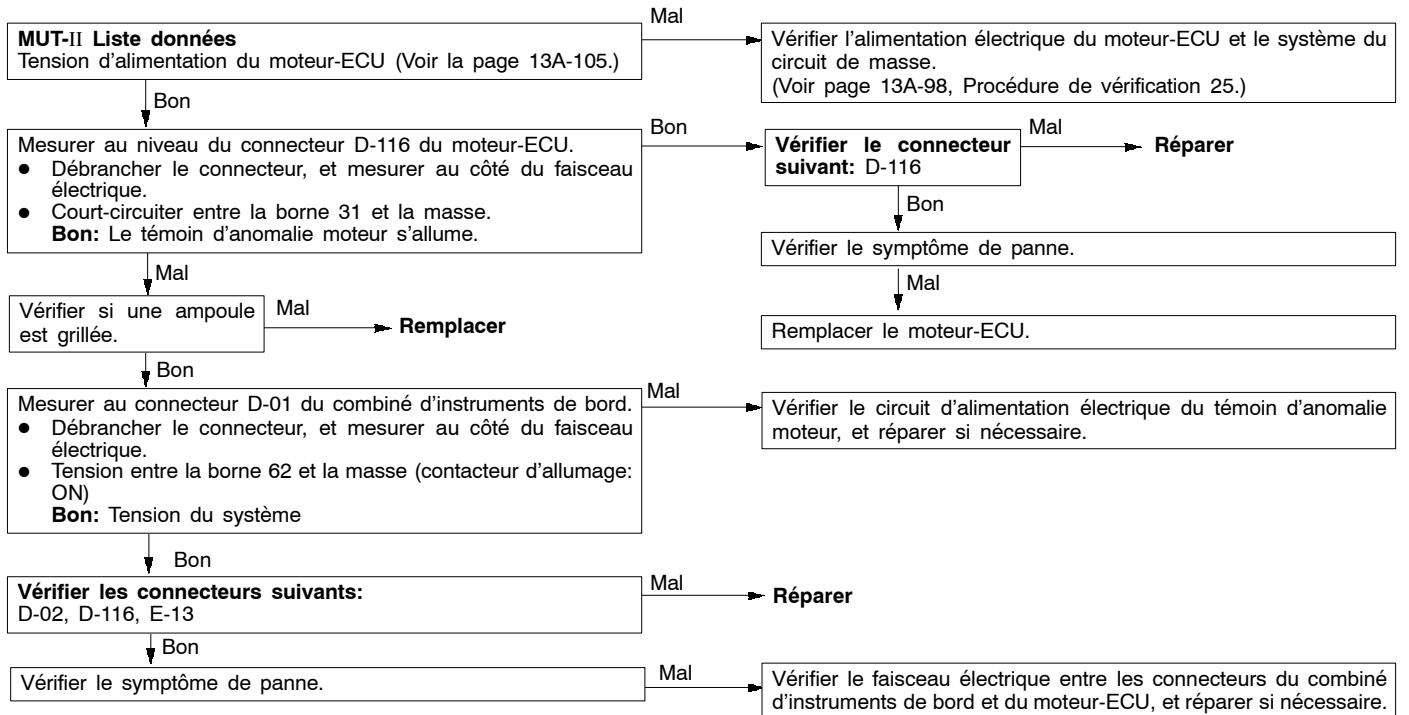 Mal
MUT-II Liste données
Tension d'alimentation du moteur-ECU (Voir la page 13A-105.)
Vérifier l'alimentation électrique du moteur-ECU et le système du
circuit de masse.
(Voir page 13A-98, Procédure de vérification 25.)
Bon
Mesurer au niveau du connecteur D-116 du moteur-ECU.
● Débrancher le connecteur, et mesurer au côté du faisceau
électrique.
● Court-circuiter entre la borne 31 et la masse.
Bon: Le témoin d'anomalie moteur s'allume.
Bon
Vérifier le connecteur
suivant: D-116
Mal
Réparer
Bon
Vérifier le symptôme de panne.
Mal
Remplacer le moteur-ECU.
Mal
Vérifier si une ampoule
est grillée.
Mal
Remplacer
Bon
Mesurer au connecteur D-01 du combiné d'instruments de bord.
● Débrancher le connecteur, et mesurer au côté du faisceau
électrique.
● Tension entre la borne 62 et la masse (contacteur d'allumage:
ON)
Bon: Tension du système
Mal
Vérifier le circuit d'alimentation électrique du témoin d'anomalie
moteur, et réparer si nécessaire.
Bon
Vérifier les connecteurs suivants:
D-02, D-116, E-13
Mal
Réparer
Bon
Vérifier le symptôme de panne.
Mal
Vérifier le faisceau électrique entre les connecteurs du combiné
d'instruments de bord et du moteur-ECU, et réparer si nécessaire.